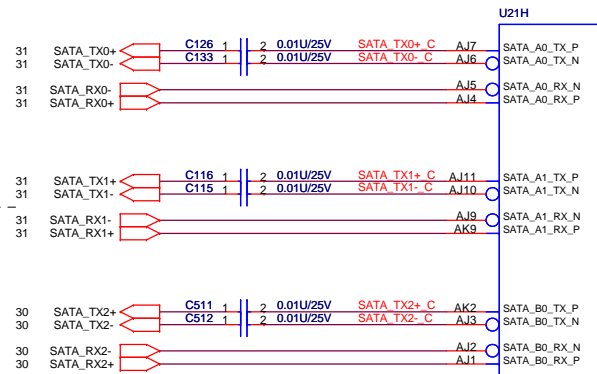 U21H
31 SATA_TX0+ C126 1 2 0.01U/25V SATA_TX0+_C AJ7 SATA_A0_TX_P
31 SATA_TX0- C133 1 2 0.01U/25V SATA_TX0-_C AJ6 SATA_A0_TX_N
31 SATA_RX0- AJ5 SATA_A0_RX_N
31 SATA_RX0+ AJ4 SATA_A0_RX_P
31 SATA_TX1+ C116 1 2 0.01U/25V SATA_TX1+_C AJ11 SATA_A1_TX_P
31 SATA_TX1- C115 1 2 0.01U/25V SATA_TX1-_C AJ10 SATA_A1_TX_N
31 SATA_RX1- AJ9 SATA_A1_RX_N
31 SATA_RX1+ AK9 SATA_A1_RX_P
30 SATA_TX2+ C511 1 2 0.01U/25V SATA_TX2+_C AK2 SATA_B0_TX_P
30 SATA_TX2- C512 1 2 0.01U/25V SATA_TX2-_C AJ3 SATA_B0_TX_N
30 SATA_RX2- AJ2 SATA_B0_RX_N
30 SATA_RX2+ AJ1 SATA_B0_RX_P